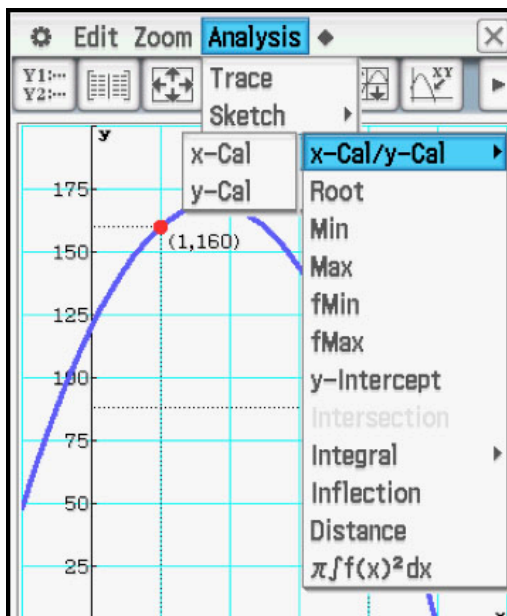 Edit Zoom Analysis
Y1:···
Y2:···
XY
Trace
Sketch
x-Cal/y-Cal
x-Cal
y-Cal
Root
Min
Max
fMin
fMax
y-Intercept
Intersection
Integral
Inflection
Distance
π∫f(x)²dx
y
175
150
125
100
75
50
25
(1,160)
x